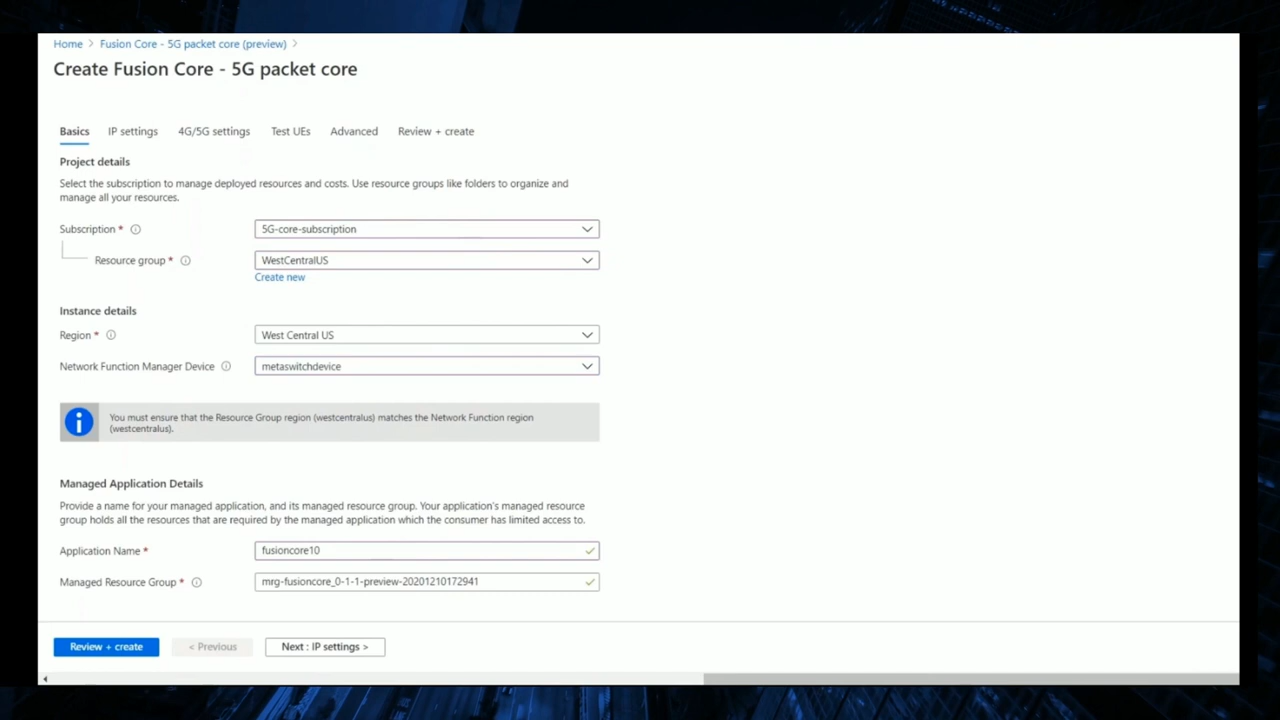 Home > Fusion Core - 5G packet core (preview) >
Create Fusion Core - 5G packet core
Basics IP settings 4G/5G settings Test UEs Advanced Review + create
Project details
Select the subscription to manage deployed resources and costs. Use resource groups like folders to organize and
manage all your resources.
Subscription * 5G-core-subscription
Resource group * WestCentralUS
Create new
Instance details
Region * West Central US
Network Function Manager Device metaswitchdevice
You must ensure that the Resource Group region (westcentralus) matches the Network Function region
(westcentralus).
Managed Application Details
Provide a name for your managed application, and its managed resource group. Your application's managed resource
group holds all the resources that are required by the managed application which the consumer has limited access to.
Application Name * fusioncore10
Managed Resource Group * mrg-fusioncore_0-1-1-preview-20201210172941
Review + create < Previous Next : IP settings >